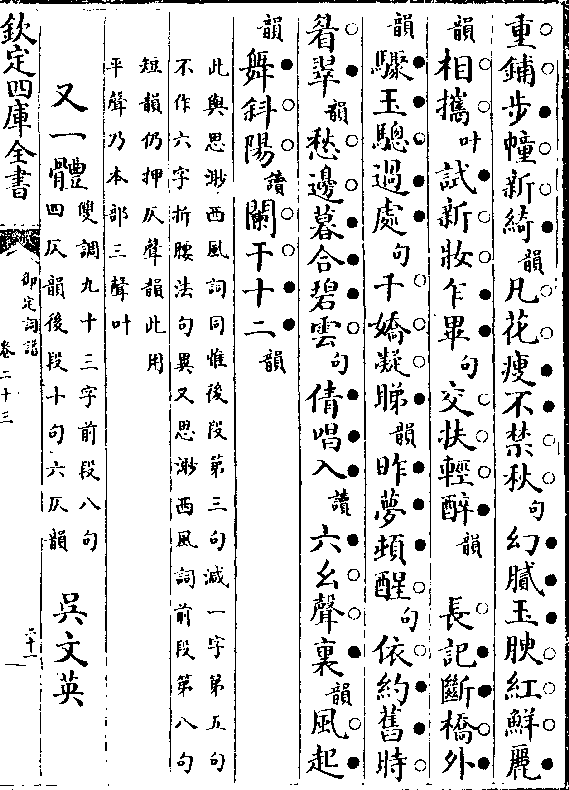 重鋪步幢新綺韻凡花瘦不禁秋句幻膩玉腴紅鮮麗
韻相攜叶試新妝乍畢句交扶輕醉韻 長記斷橋外
韻驟玉驄過處句千嬌凝睇韻昨夢頓醒句依約舊時
眉翠韻愁邊暮合碧雲句倩唱入讀六幺聲裏韻風起
韻舞斜陽讀闌干十二韻
此與思渺西風詞同惟後段第三句減一字第五句
不作六字折腰法句異又思渺西風詞前段第八句
短韻仍押仄聲韻此用
平聲乃本部三聲叶
又一體
雙調九十三字前段八句
四仄韻後段十句六仄韻
吳文英
欽定四庫全書
御定詞譜
卷二十三